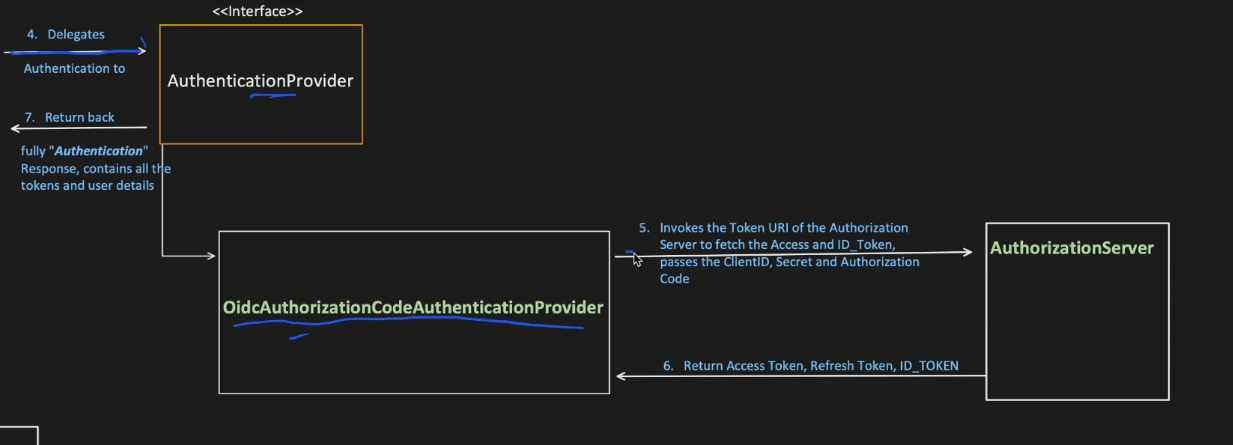 <<Interface>>
4. Delegates
Authentication to
AuthenticationProvider
7. Return back
fully "Authentication"
Response, contains all the
tokens and user details
5. Invokes the Token URI of the Authorization
Server to fetch the Access and ID_Token,
passes the ClientID, Secret and Authorization
Code
AuthorizationServer
OidcAuthorizationCodeAuthenticationProvider
6. Return Access Token, Refresh Token, ID_TOKEN